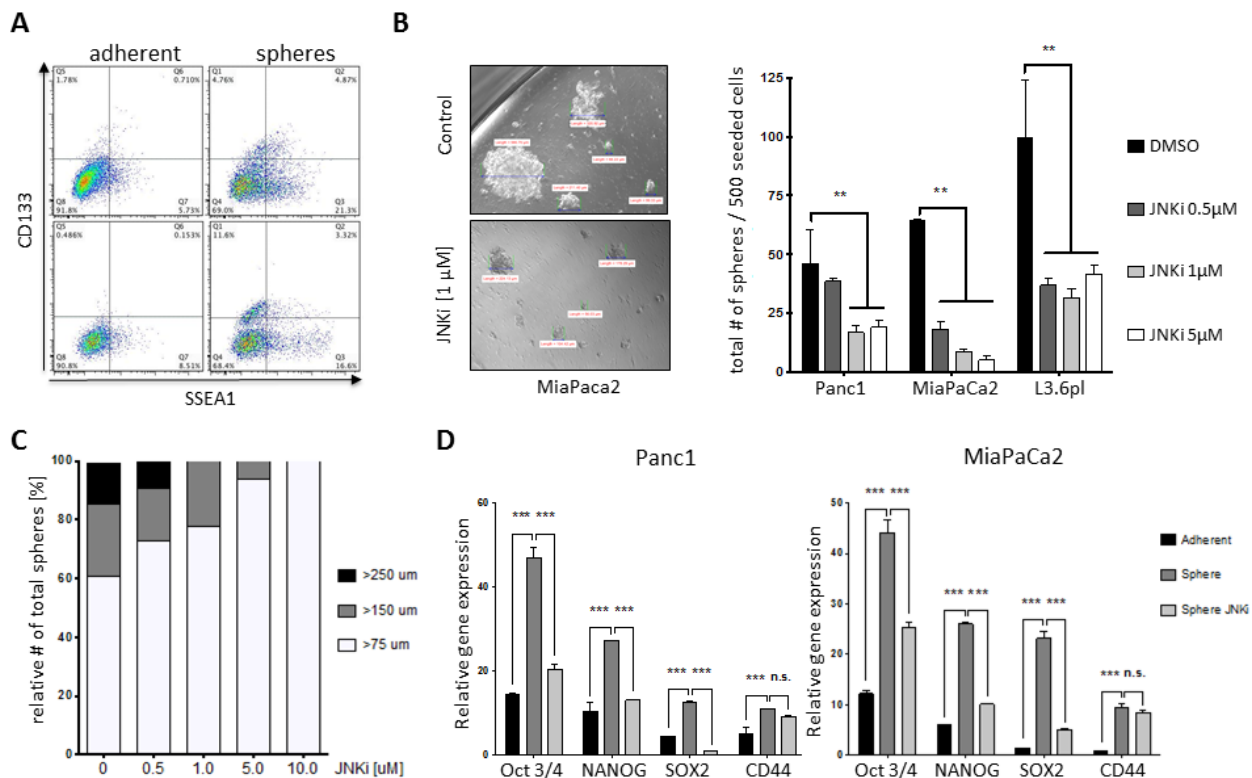 A
adherent
spheres
Q5
1.78%
Q6
0.710%
Q1
4.76%
Q2
4.87%
Q8
91.8%
Q7
5.73%
Q4
69.0%
Q3
21.3%
Q5
0.486%
Q6
0.153%
Q1
11.6%
Q2
3.32%
Q8
90.8%
Q7
8.51%
Q4
68.4%
Q3
16.6%
CD133
SSEA1
B
Control
JNKi [1 µM]
MiaPaca2
total # of spheres / 500 seeded cells
125
100
75
50
25
0
**
**
**
Panc1
MiaPaCa2
L3.6pl
DMSO
JNKi 0.5µM
JNKi 1µM
JNKi 5µM
C
relative # of total spheres [%]
100
80
60
40
20
0
0
0.5
1.0
5.0
10.0
JNKi [uM]
>250 um
>150 um
>75 um
D
Panc1
Relative gene expression
60
40
20
0
*** ***
*** ***
*** ***
*** n.s.
Oct 3/4
NANOG
SOX2
CD44
MiaPaCa2
Relative gene expression
50
40
30
20
10
0
*** ***
*** ***
*** ***
*** n.s.
Oct 3/4
NANOG
SOX2
CD44
Adherent
Sphere
Sphere JNKi